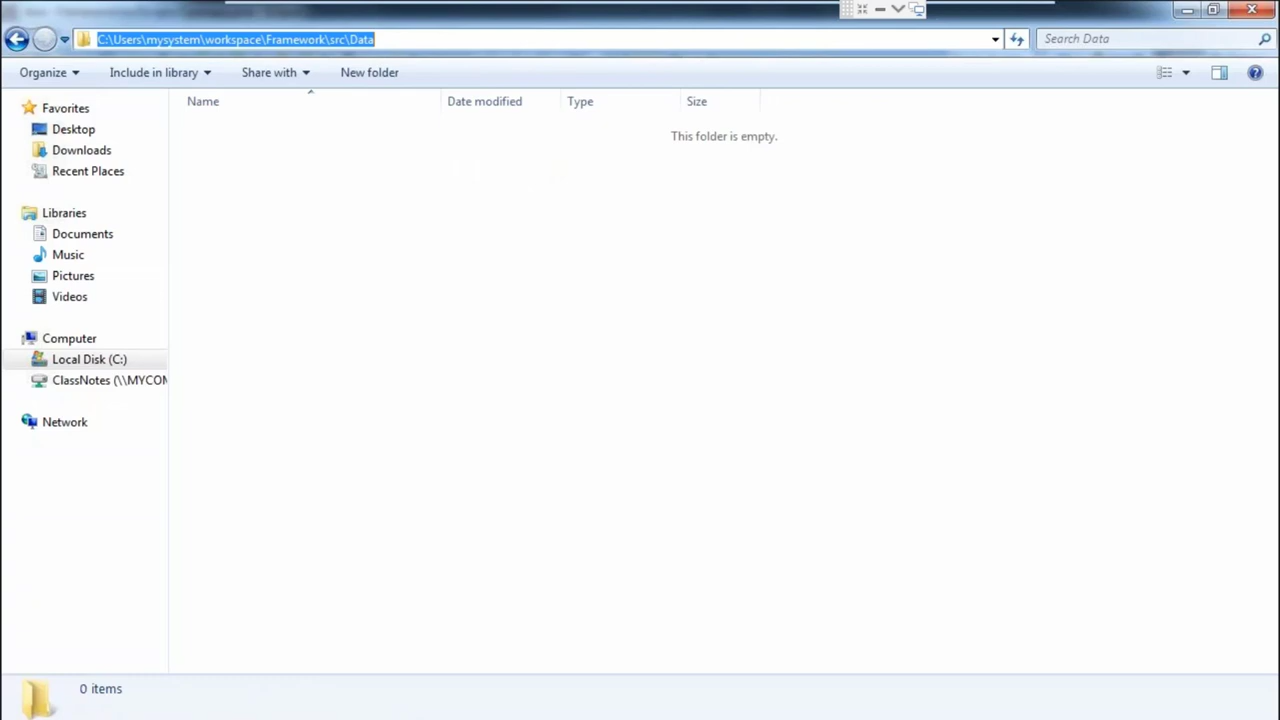 C:\Users\mysystem\workspace\Framework\src\Data
Search Data
Organize
Include in library
Share with
New folder
Name
Date modified
Type
Size
This folder is empty.
Favorites
Desktop
Downloads
Recent Places
Libraries
Documents
Music
Pictures
Videos
Computer
Local Disk (C:)
ClassNotes (\\MYCOM
Network
0 items